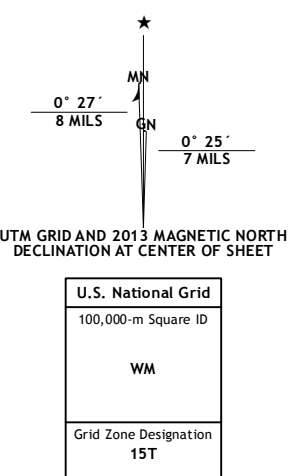 ★
MN
0° 27´
8 MILS
GN
0° 25´
7 MILS
UTM GRID AND 2013 MAGNETIC NORTH
DECLINATION AT CENTER OF SHEET
U.S. National Grid
100,000-m Square ID
WM
Grid Zone Designation
15T